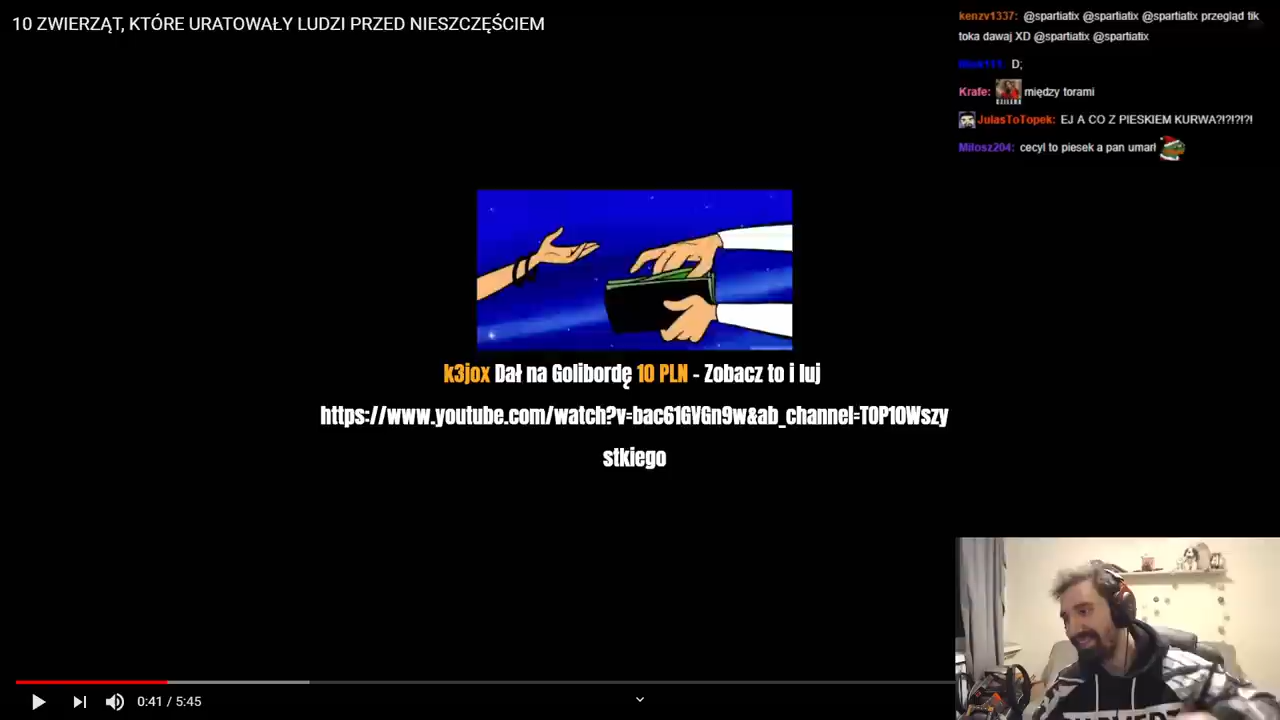 10 ZWIERZĄT, KTÓRE URATOWAŁY LUDZI PRZED NIESZCZĘŚCIEM
kenzv1337: @spartiatix @spartiatix @spartiatix przegląd tik
toka dawaj XD @spartiatix @spartiatix
D;
Krafe: między torami
JulasToTopek: EJ A CO Z PIESKIEM KURWA?!?!?!?!
Milosz204: cecyl to piesek a pan umarł
k3jox Dał na Golibordę 10 PLN - Zobacz to i luj
https://www.youtube.com/watch?v=bac61GVGn9w&ab_channel=TOP10Wszy
stkiego
0:41 / 5:45